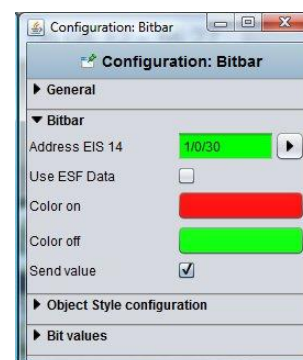 Configuration: Bitbar
Configuration: Bitbar
General
Bitbar
Address EIS 14 1/0/30
Use ESF Data
Color on
Color off
Send value
Object Style configuration
Bit values